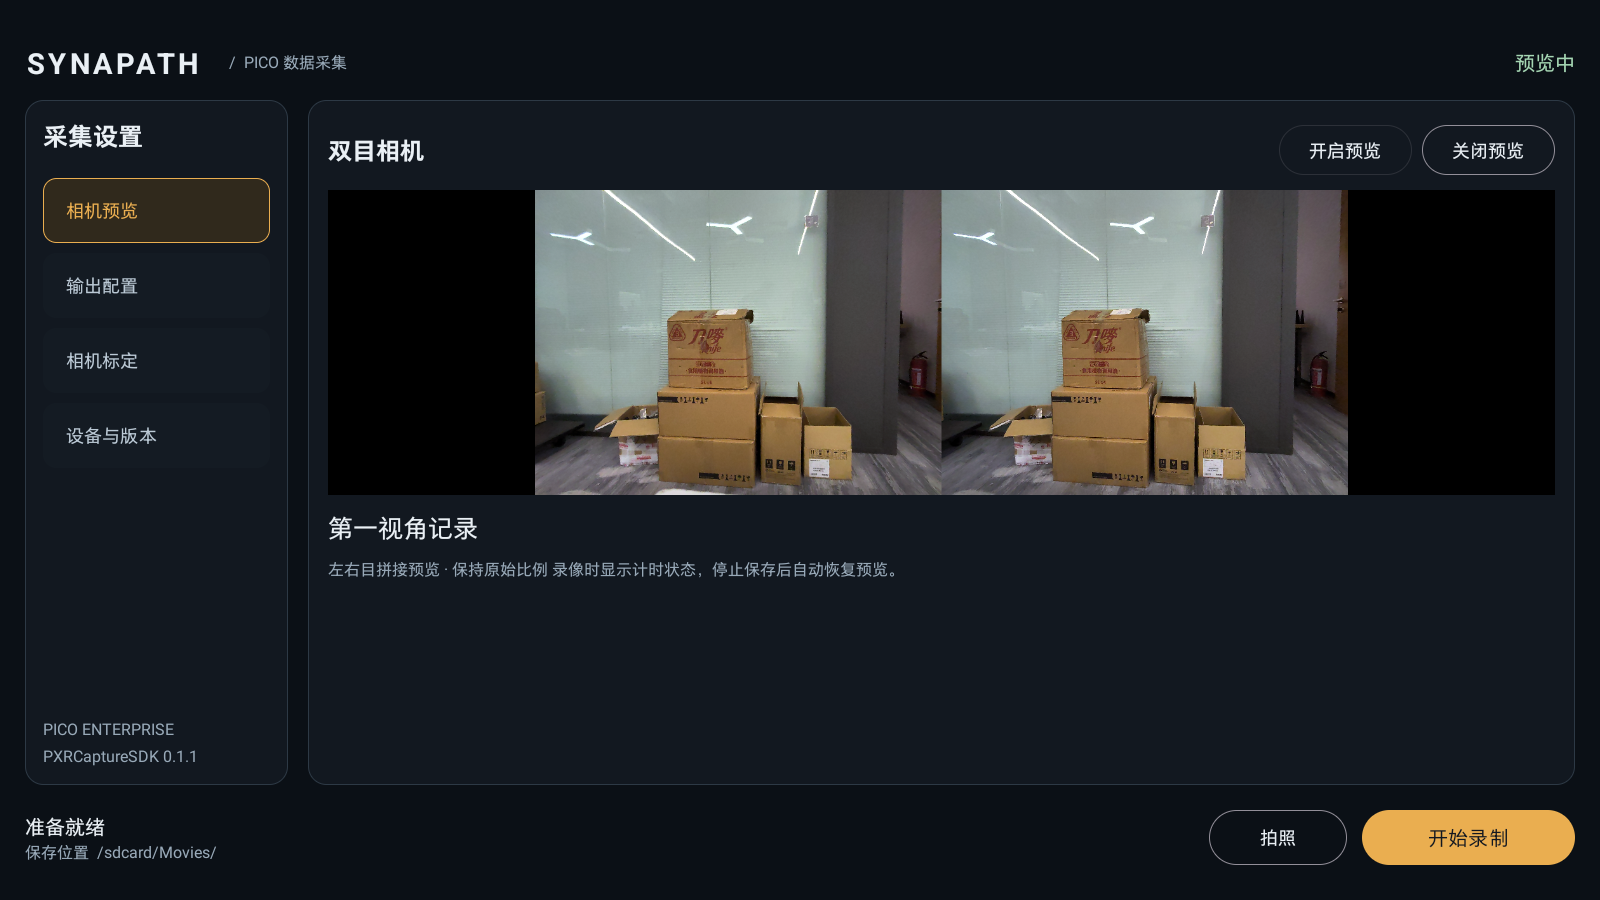 SYNAPATH / PICO 数据采集
预览中
采集设置
相机预览
输出配置
相机标定
设备与版本
PICO ENTERPRISE
PXRCaptureSDK 0.1.1
双目相机
开启预览
关闭预览
第一视角记录
左右目拼接预览 · 保持原始比例 录像时显示计时状态，停止保存后自动恢复预览。
准备就绪
保存位置 /sdcard/Movies/
拍照
开始录制